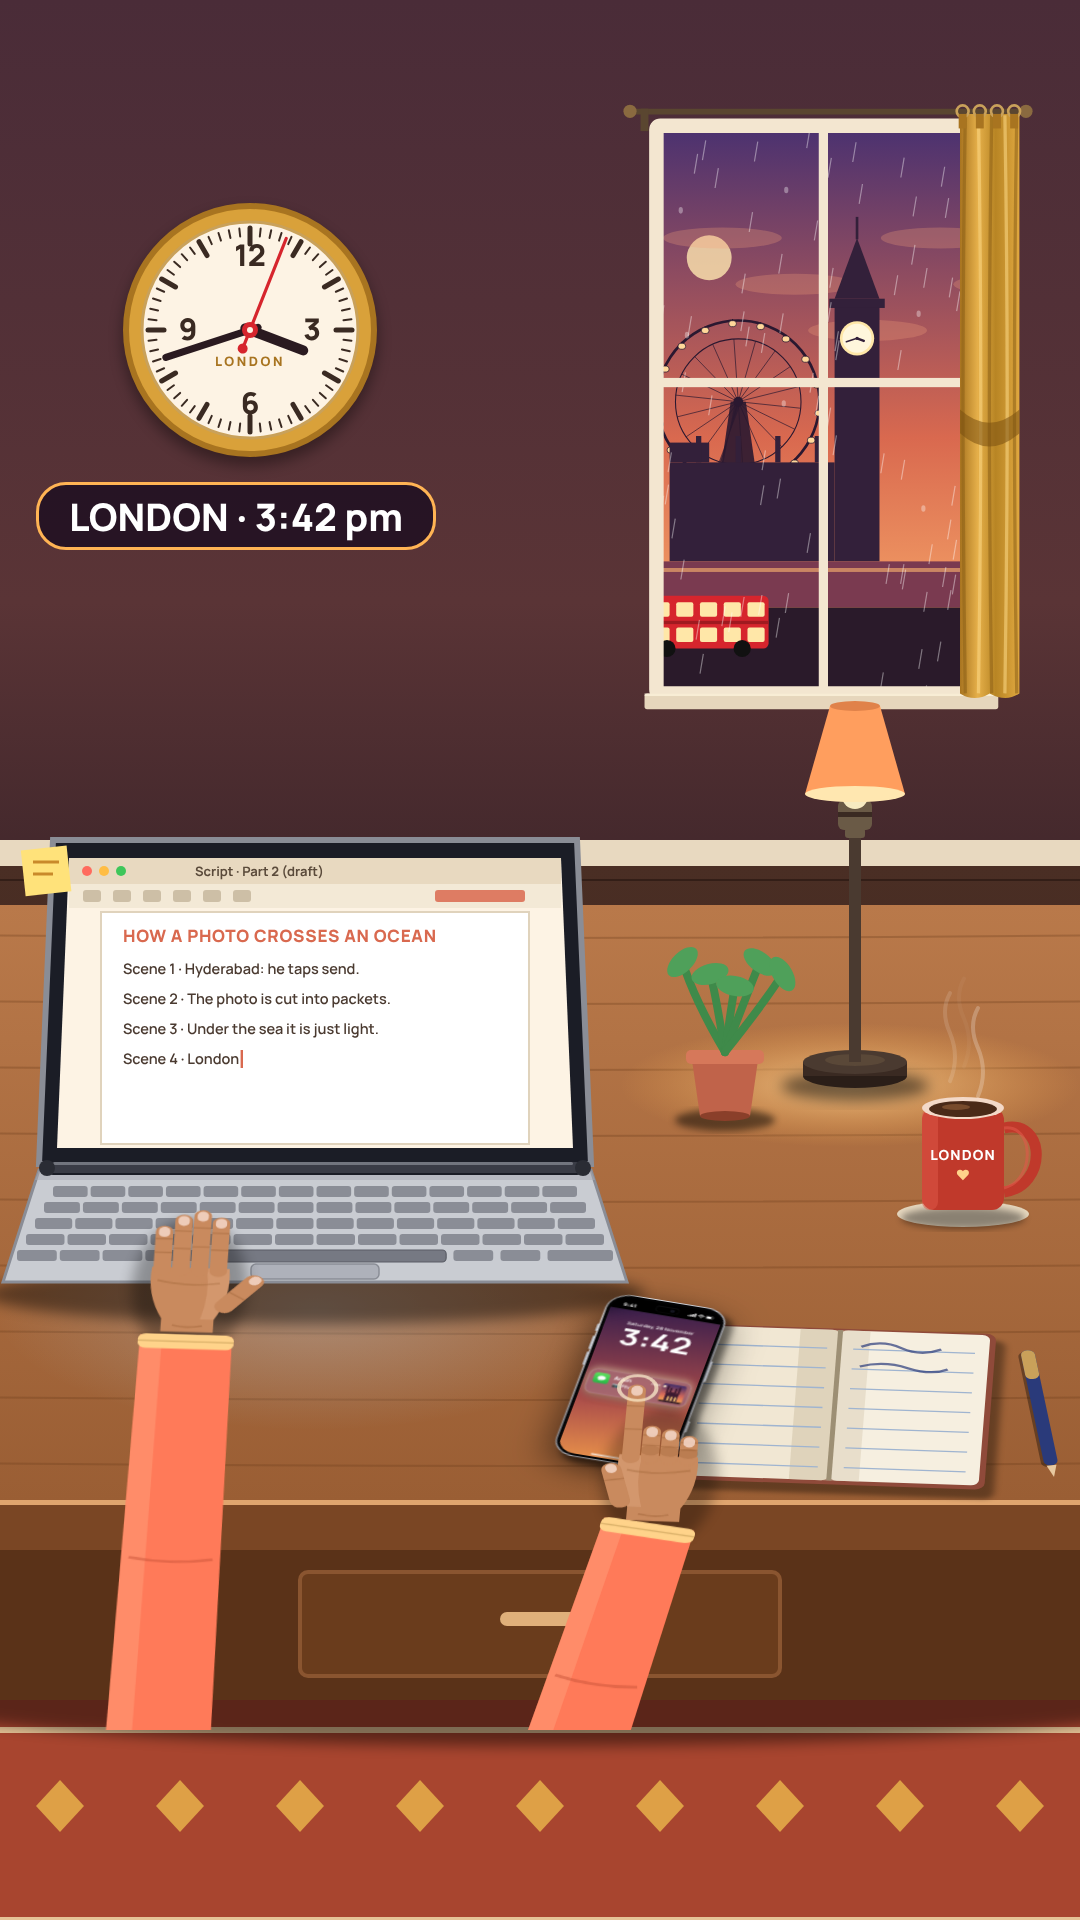 12
9
3
LONDON
6
LONDON · 3:42 pm
Script · Part 2 (draft)
HOW A PHOTO CROSSES AN OCEAN
Scene 1 · Hyderabad: he taps send.
Scene 2 · The photo is cut into packets.
Scene 3 · Under the sea it is just light.
Scene 4 · London
LONDON
3:42